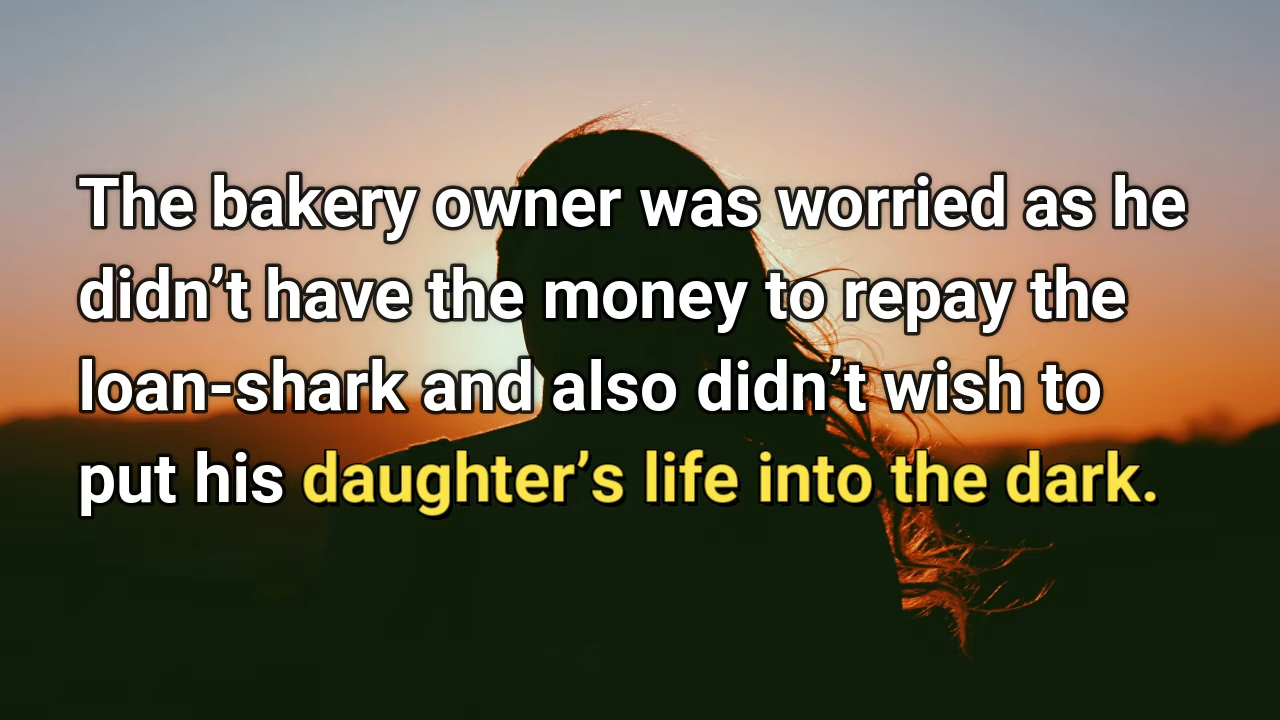 The bakery owner was worried as he
didn’t have the money to repay the
loan-shark and also didn’t wish to
put his daughter’s life into the dark.